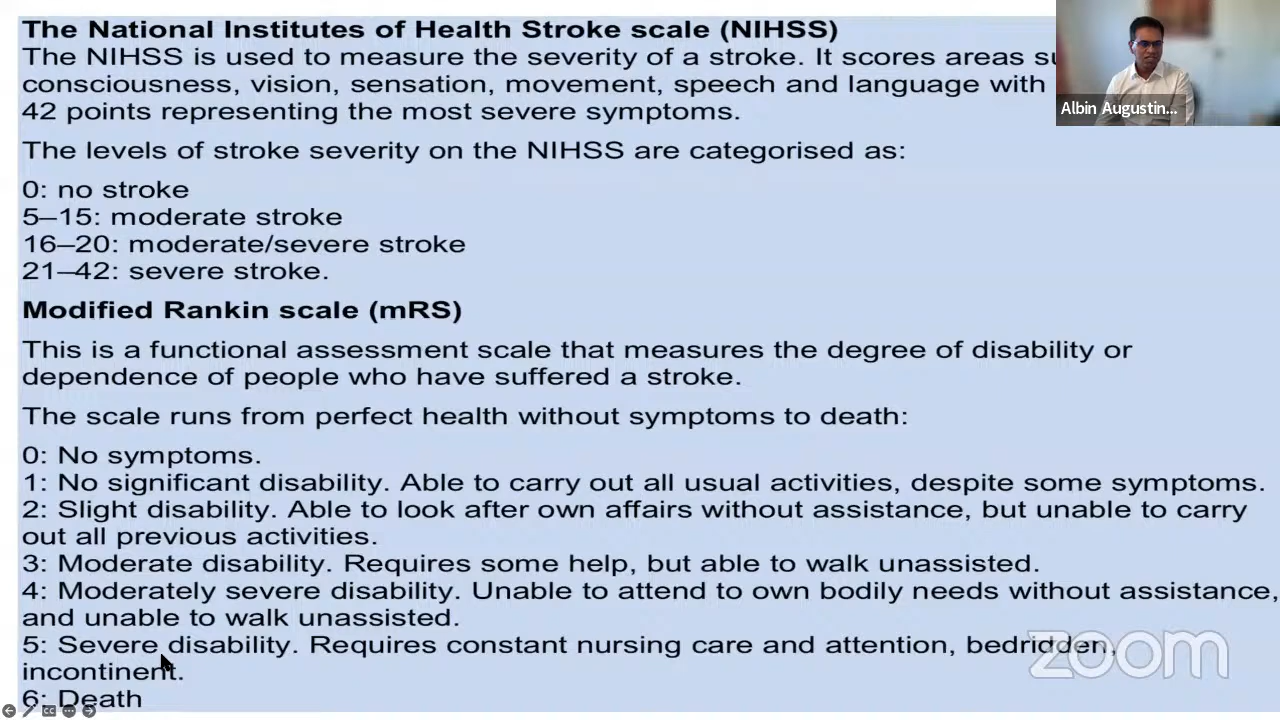 The National Institutes of Health Stroke scale (NIHSS)
The NIHSS is used to measure the severity of a stroke. It scores areas
consciousness, vision, sensation, movement, speech and language with
42 points representing the most severe symptoms.
The levels of stroke severity on the NIHSS are categorised as:
0: no stroke
5–15: moderate stroke
16–20: moderate/severe stroke
21–42: severe stroke.
Modified Rankin scale (mRS)
This is a functional assessment scale that measures the degree of disability or
dependence of people who have suffered a stroke.
The scale runs from perfect health without symptoms to death:
0: No symptoms.
1: No significant disability. Able to carry out all usual activities, despite some symptoms.
2: Slight disability. Able to look after own affairs without assistance, but unable to carry
out all previous activities.
3: Moderate disability. Requires some help, but able to walk unassisted.
4: Moderately severe disability. Unable to attend to own bodily needs without assistance,
and unable to walk unassisted.
5: Severe disability. Requires constant nursing care and attention, bedridden,
incontinent.
6: Death
Albin Augustin...
zoom